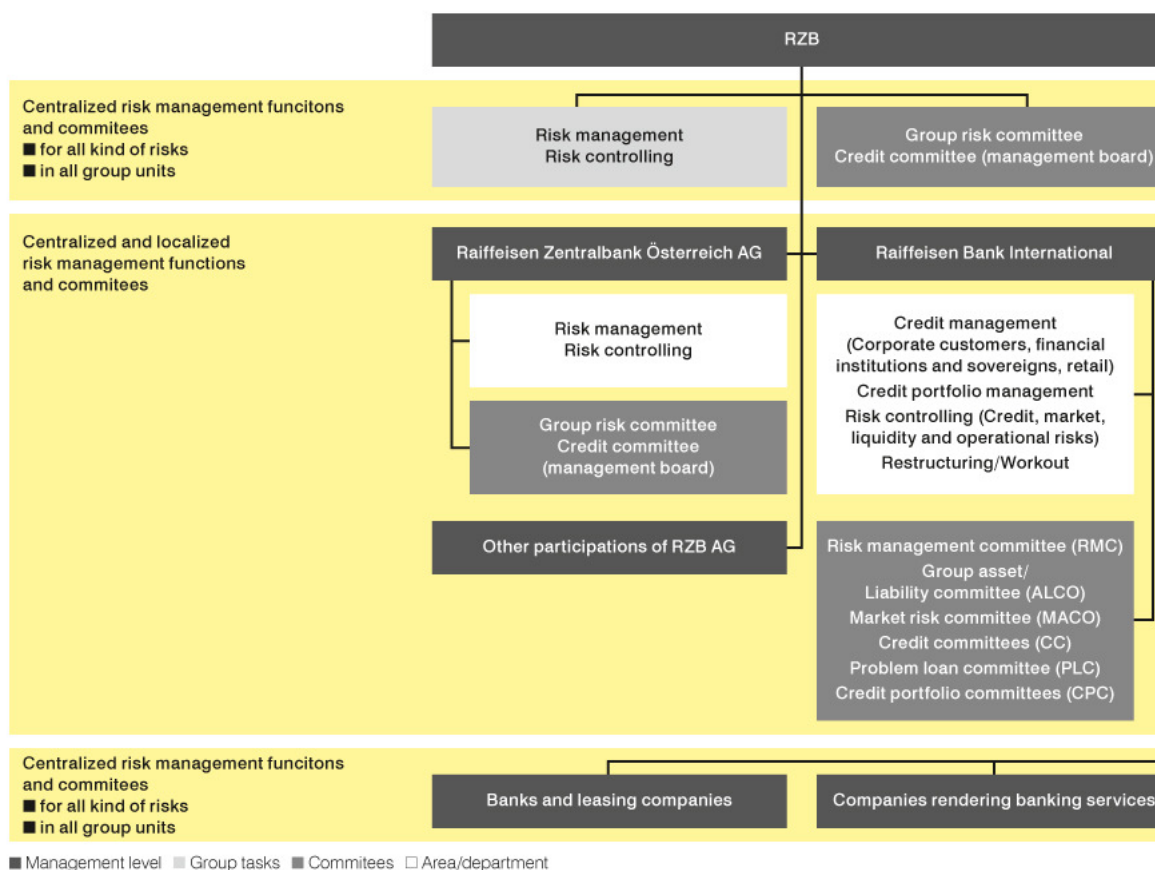 RZB
Centralized risk management funcitons
and commitees
■ for all kind of risks
■ in all group units
Risk management
Risk controlling
Group risk committee
Credit committee (management board)
Centralized and localized
risk management functions
and commitees
Raiffeisen Zentralbank Österreich AG
Raiffeisen Bank International
Risk management
Risk controlling
Group risk committee
Credit committee
(management board)
Other participations of RZB AG
Credit management
(Corporate customers, financial
institutions and sovereigns, retail)
Credit portfolio management
Risk controlling (Credit, market,
liquidity and operational risks)
Restructuring/Workout
Risk management committee (RMC)
Group asset/
Liability committee (ALCO)
Market risk committee (MACO)
Credit committees (CC)
Problem loan committee (PLC)
Credit portfolio committees (CPC)
Centralized risk management funcitons
and commitees
■ for all kind of risks
■ in all group units
Banks and leasing companies
Companies rendering banking services
■ Management level ■ Group tasks ■ Commitees □ Area/department